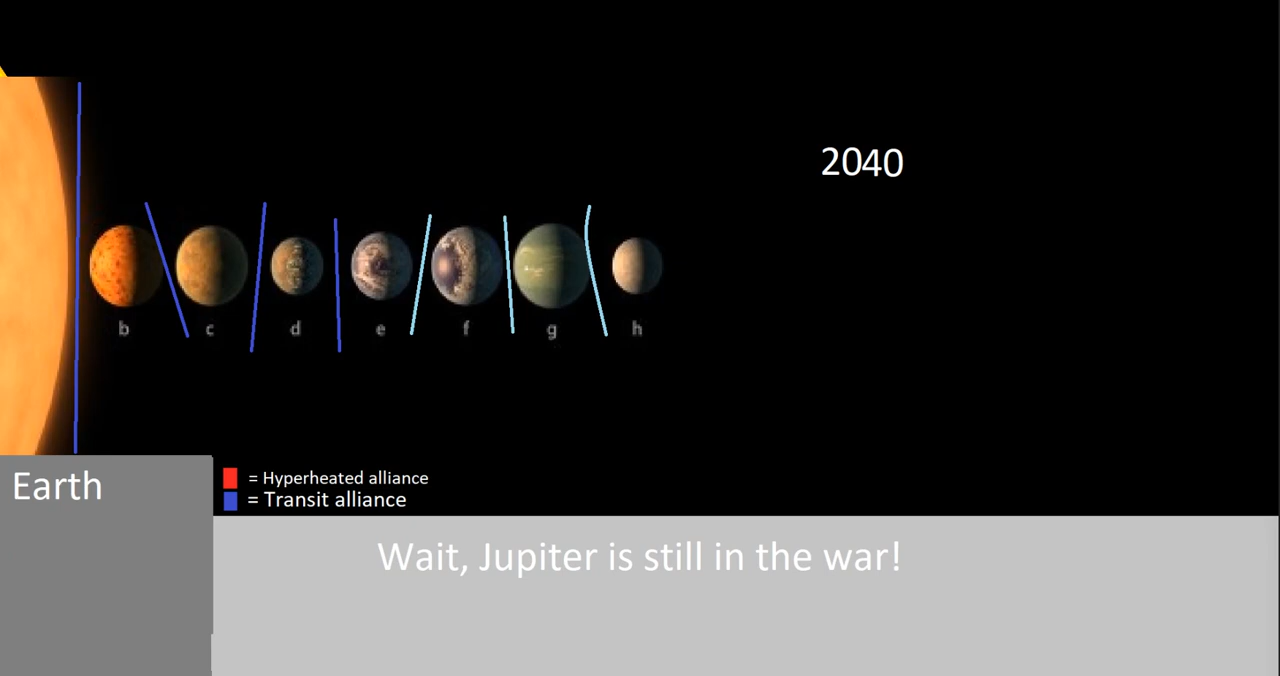 2040
b c d e f g h
Earth
= Hyperheated alliance
= Transit alliance
Wait, Jupiter is still in the war!